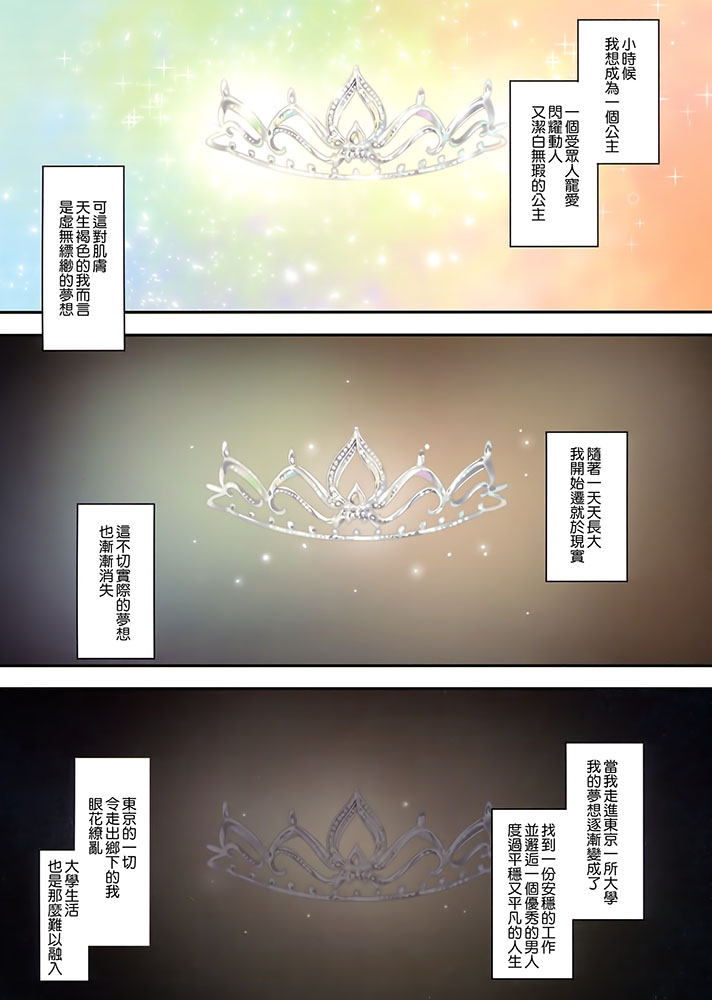 小時候
我想成為一個公主
一個受眾人寵愛
閃耀動人
又潔白無瑕的公主
可這對肌膚
天生褐色的我而言
是虛無縹緲的夢想
隨著一天天長大
我開始遷就於現實
這不切實際的夢想
也漸漸消失
當我走進東京一所大學
我的夢想逐漸變成了
找到一份安穩的工作
並邂逅一個優秀的男人
度過平穩又平凡的人生
東京的一切
令走出鄉下的我
眼花繚亂
大學生活
也是那麼難以融入